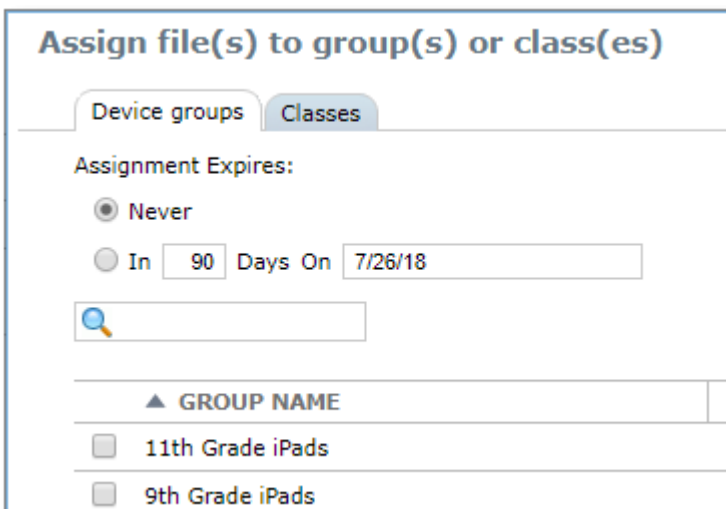 Assign file(s) to group(s) or class(es)
Device groups Classes
Assignment Expires:
Never
In 90 Days On 7/26/18
GROUP NAME
11th Grade iPads
9th Grade iPads